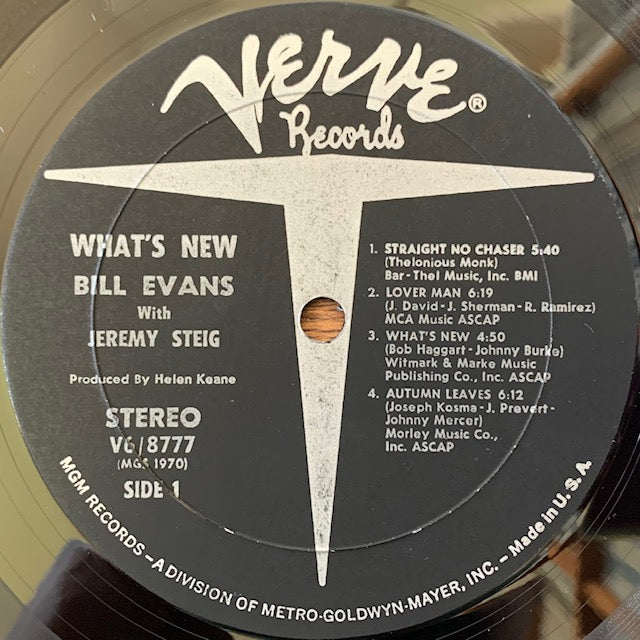 Verve®
Records
WHAT'S NEW
BILL EVANS
With
JEREMY STEIG
Produced By Helen Keane
STEREO
V6/8777
(MGS 1970)
SIDE 1
1. STRAIGHT NO CHASER 5:40
(Thelonious Monk)
Bar-Thel Music, Inc. BMI
2. LOVER MAN 6:19
(J. David-J. Sherman-R. Ramirez)
MCA Music ASCAP
3. WHAT'S NEW 4:50
(Bob Haggart-Johnny Burke)
Witmark & Marke Music
Publishing Co., Inc. ASCAP
4. AUTUMN LEAVES 6:12
(Joseph Kosma-J. Prevert-
Johnny Mercer)
Morley Music Co.,
Inc. ASCAP
MGM RECORDS—A DIVISION OF METRO-GOLDWYN-MAYER, INC.—Made in U.S.A.